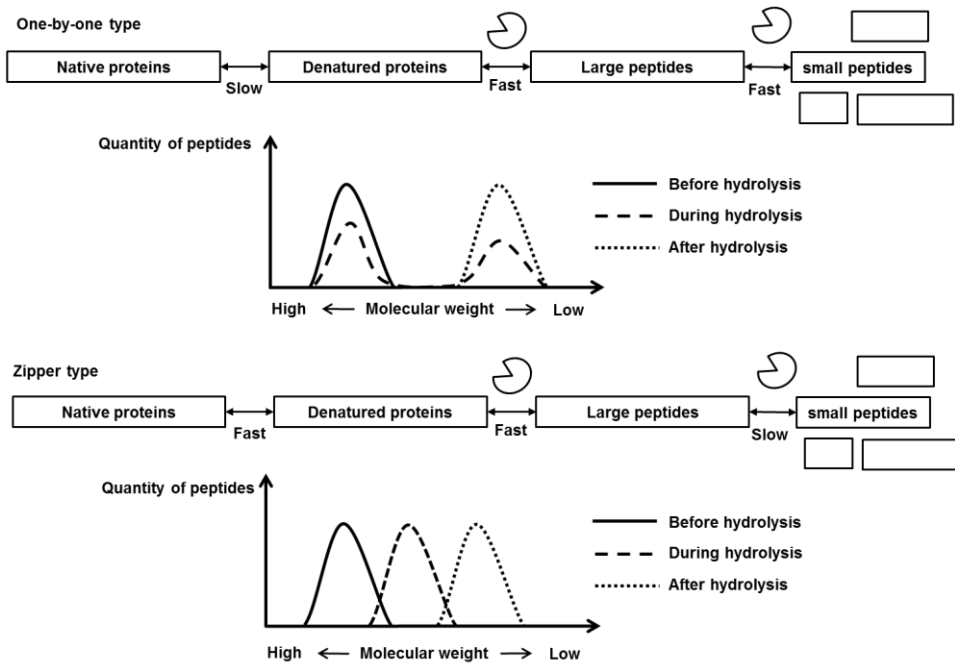 One-by-one type
Native proteins
Slow
Denatured proteins
Fast
Large peptides
Fast
small peptides
Quantity of peptides
Before hydrolysis
During hydrolysis
After hydrolysis
High ← Molecular weight → Low
Zipper type
Native proteins
Fast
Denatured proteins
Fast
Large peptides
Slow
small peptides
Quantity of peptides
Before hydrolysis
During hydrolysis
After hydrolysis
High ← Molecular weight → Low